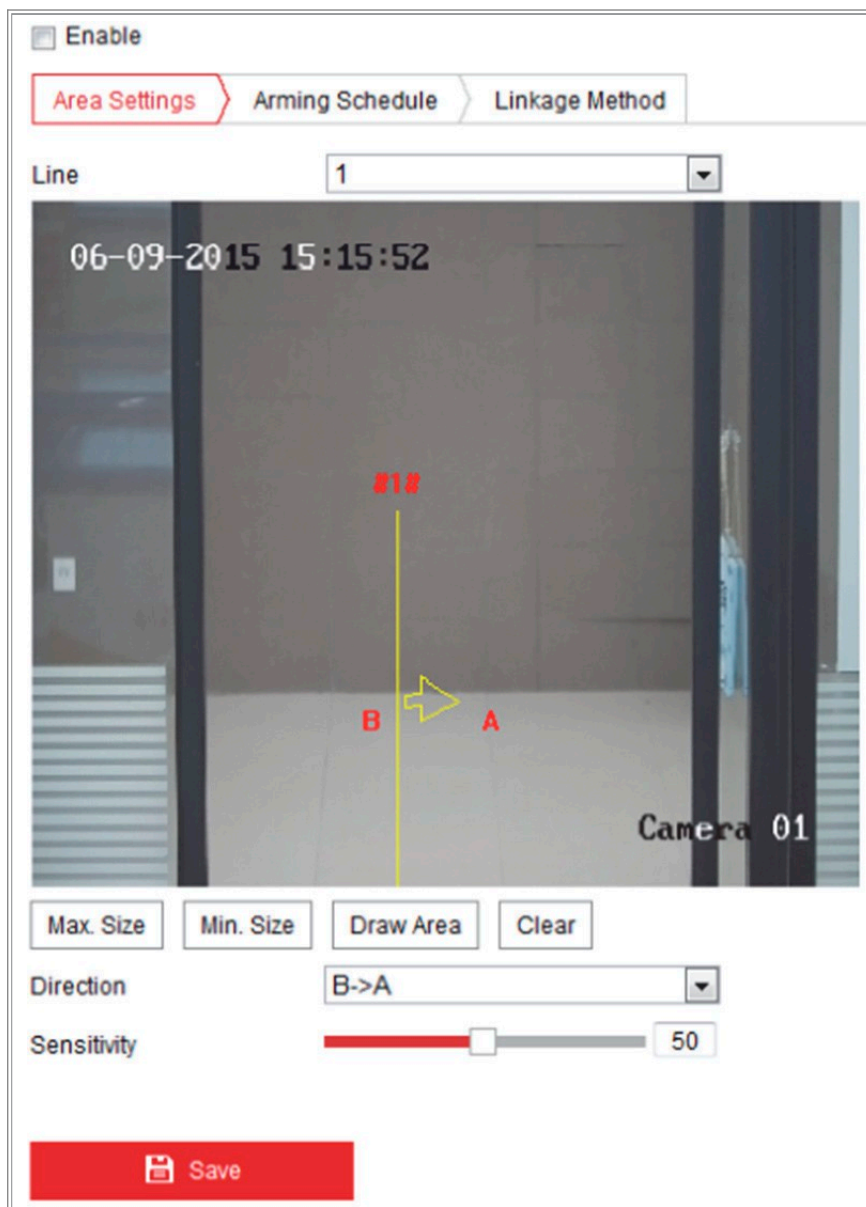 Enable
Area Settings Arming Schedule Linkage Method
Line 1
06-09-2015 15:15:52
#1#
B A
Camera 01
Max. Size Min. Size Draw Area Clear
Direction B->A
Sensitivity 50
Save